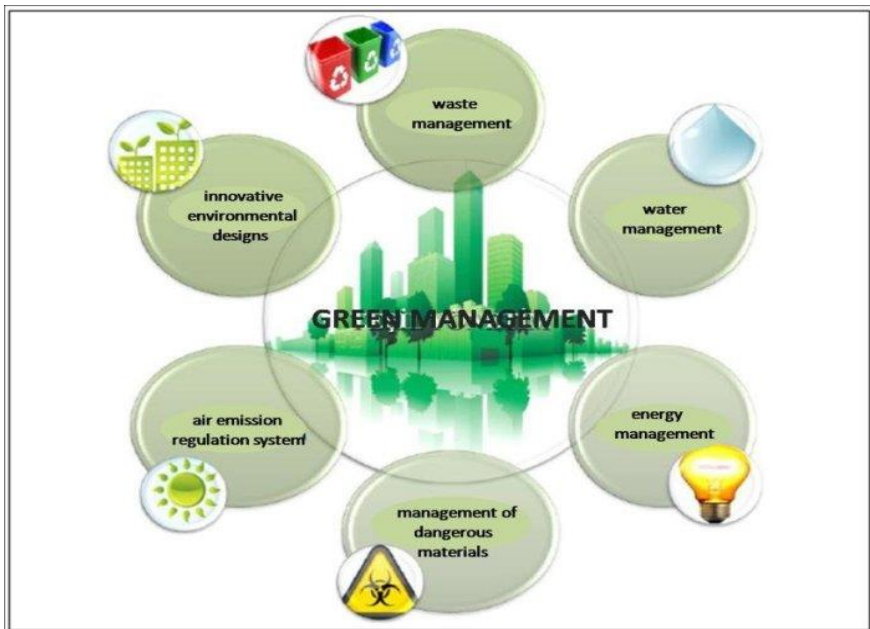 waste
management
water
management
energy
management
management of
dangerous
materials
air emission
regulation system
innovative
environmental
designs
GREEN MANAGEMENT